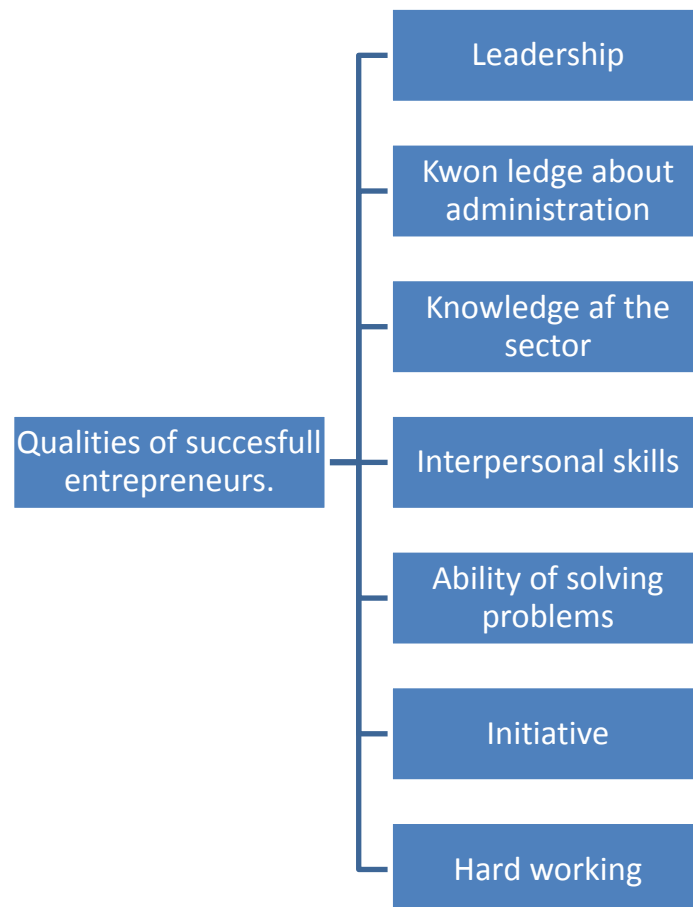 Qualities of succesfull
entrepreneurs.
Leadership
Kwon ledge about
administration
Knowledge af the
sector
Interpersonal skills
Ability of solving
problems
Initiative
Hard working